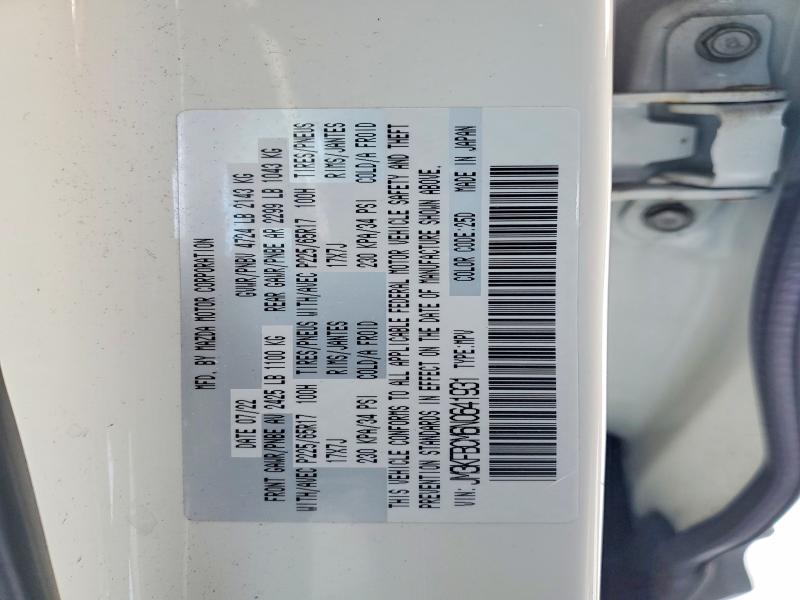 MFD. BY MAZDA MOTOR CORPORATION
DATE 07/22 GVWR/PNBV 4724 LB 2143 KG
FRONT GAWR/PNBE AV 2425 LB 1100 KG REAR GAWR/PNBE AR 2299 LB 1043 KG
WITH/AVEC P225/65R17 100H TIRES/PNEUS WITH/AVEC P225/65R17 100H TIRES/PNEUS
17X7J RIMS/JANTES 17X7J RIMS/JANTES
230 KPA/34 PSI COLD/A FROID 230 KPA/34 PSI COLD/A FROID
THIS VEHICLE CONFORMS TO ALL APPLICABLE FEDERAL MOTOR VEHICLE SAFETY AND THEFT
PREVENTION STANDARDS IN EFFECT ON THE DATE OF MANUFACTURE SHOWN ABOVE.
COLOR CODE:25D MADE IN JAPAN
VIN: JM3KFBCM6N0641931 TYPE:MPV